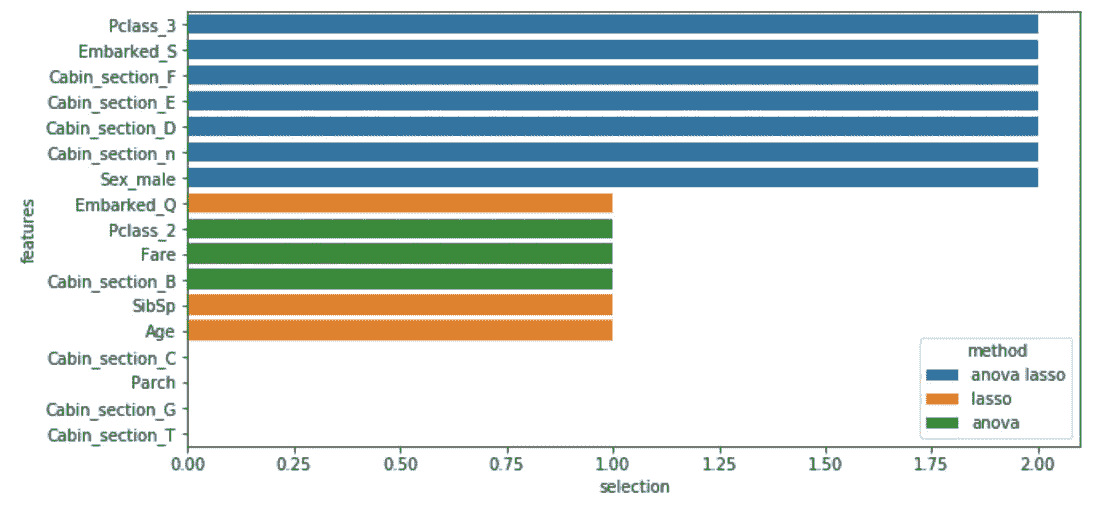 Pclass_3
Embarked_S
Cabin_section_F
Cabin_section_E
Cabin_section_D
Cabin_section_n
Sex_male
Embarked_Q
Pclass_2
Fare
Cabin_section_B
SibSp
Age
Cabin_section_C
Parch
Cabin_section_G
Cabin_section_T
features
method
anova lasso
lasso
anova
0.00 0.25 0.50 0.75 1.00 1.25 1.50 1.75 2.00
selection